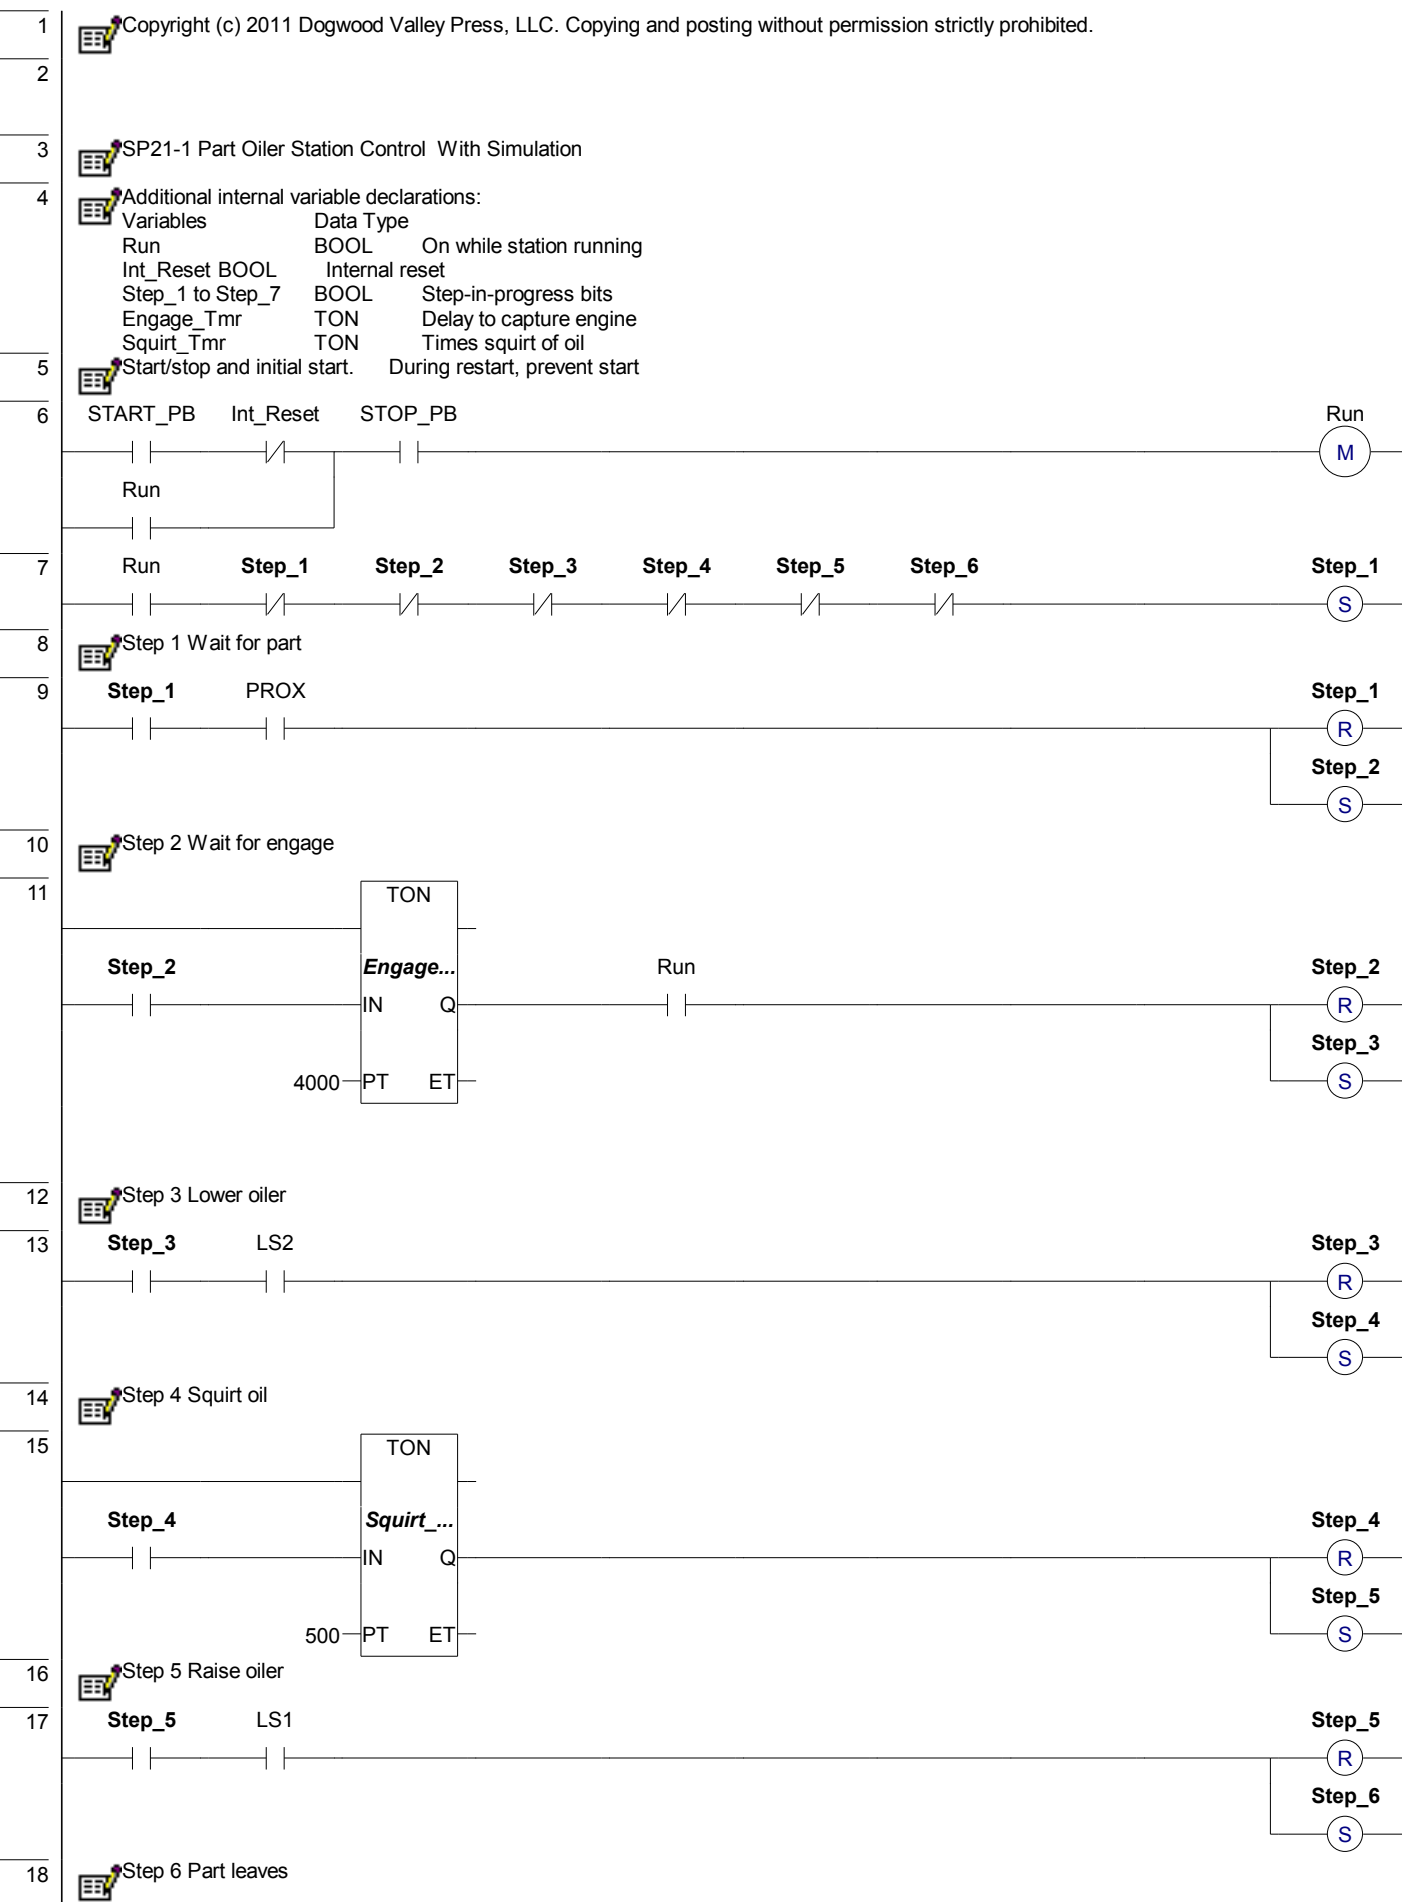 1 Copyright (c) 2011 Dogwood Valley Press, LLC. Copying and posting without permission strictly prohibited.
2
3 SP21-1 Part Oiler Station Control With Simulation
4 Additional internal variable declarations:
Variables Data Type
Run BOOL On while station running
Int_Reset BOOL Internal reset
Step_1 to Step_7 BOOL Step-in-progress bits
Engage_Tmr TON Delay to capture engine
Squirt_Tmr TON Times squirt of oil
5 Start/stop and initial start. During restart, prevent start
6 START_PB Int_Reset STOP_PB Run
M
Run
7 Run Step_1 Step_2 Step_3 Step_4 Step_5 Step_6 Step_1
S
8 Step 1 Wait for part
9 Step_1 PROX Step_1
R
Step_2
S
10 Step 2 Wait for engage
11 TON
Step_2 Engage... Run Step_2
IN Q R
Step_3
4000 PT ET S
12 Step 3 Lower oiler
13 Step_3 LS2 Step_3
R
Step_4
S
14 Step 4 Squirt oil
15 TON
Step_4 Squirt_... Step_4
IN Q R
Step_5
500 PT ET S
16 Step 5 Raise oiler
17 Step_5 LS1 Step_5
R
Step_6
S
18 Step 6 Part leaves